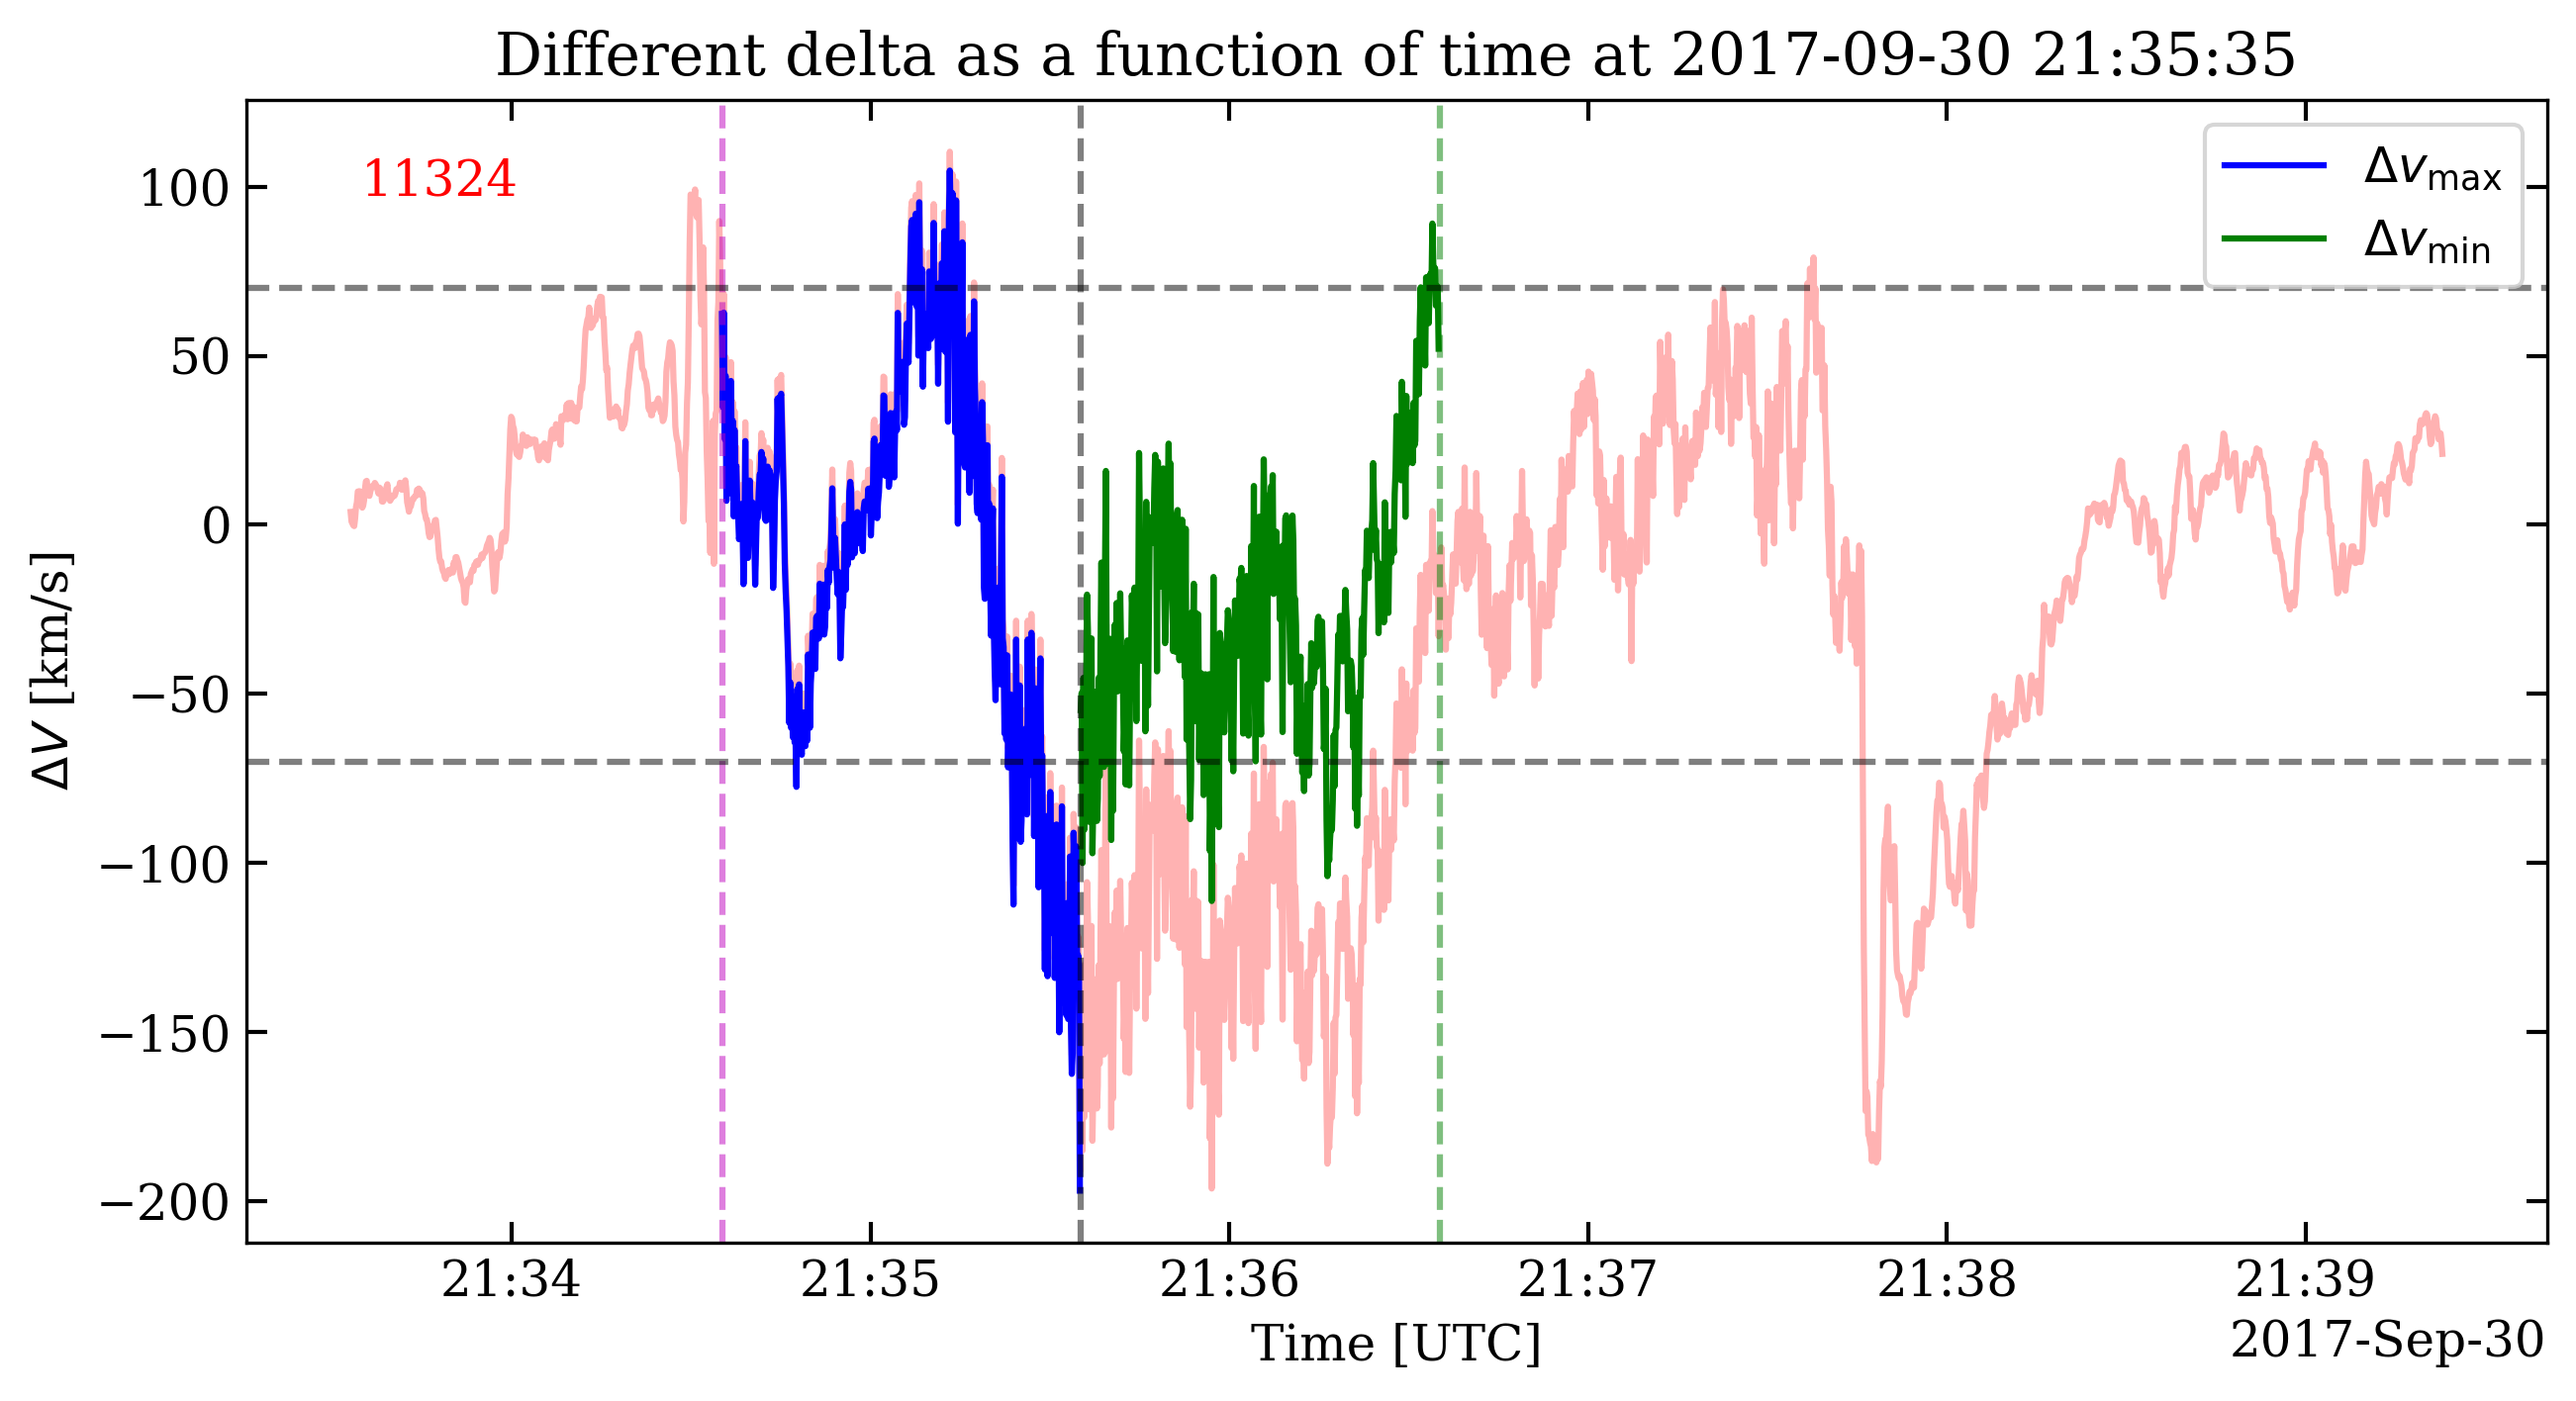 Different delta as a function of time at 2017-09-30 21:35:35
11324
Δv_max
Δv_min
100
50
0
−50
−100
−150
−200
ΔV [km/s]
21:34 21:35 21:36 21:37 21:38 21:39
Time [UTC]
2017-Sep-30